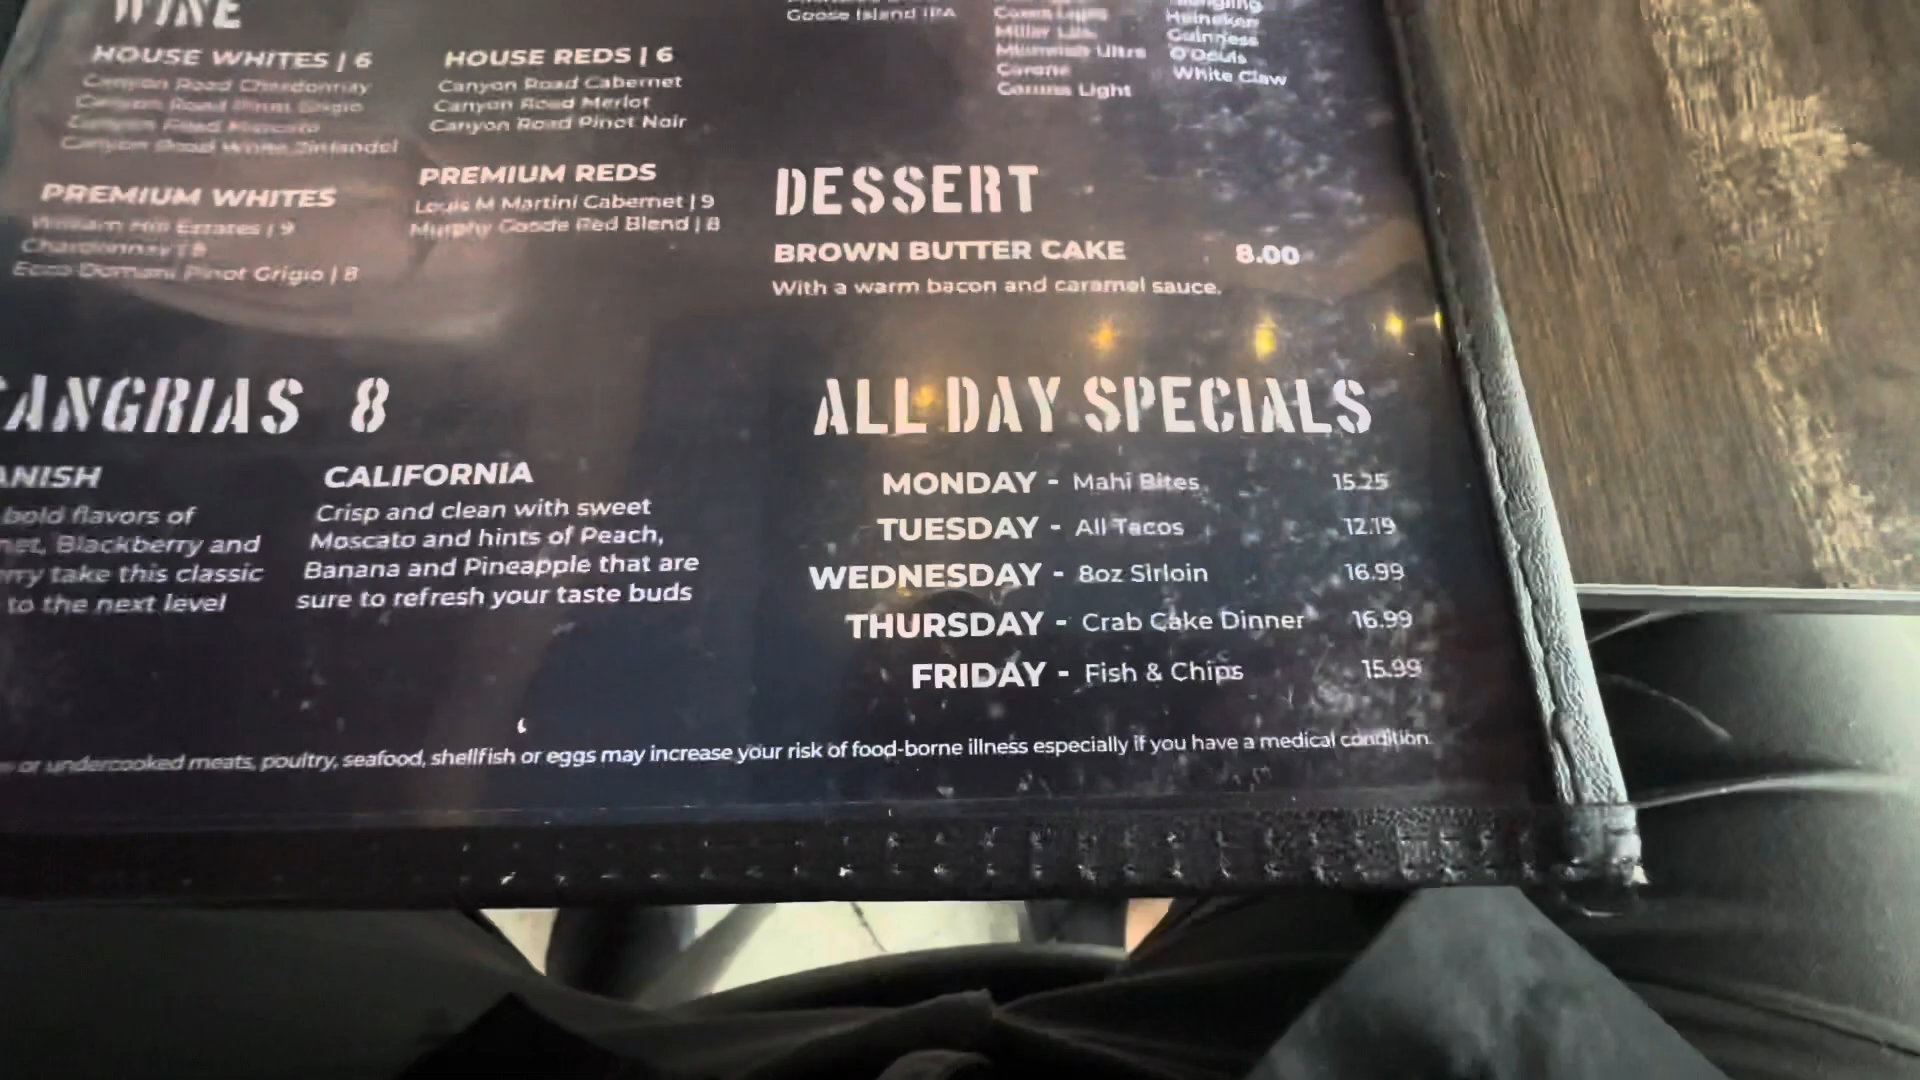 WINE
HOUSE WHITES | 6
Canyon Road Chardonnay
Canyon Road Pinot Grigio
Canyon Road Moscato
Canyon Road White Zinfandel
PREMIUM WHITES
William Hill Estates | 9
Chardonnay | 8
Ecco Domani Pinot Grigio | 8
HOUSE REDS | 6
Canyon Road Cabernet
Canyon Road Merlot
Canyon Road Pinot Noir
PREMIUM REDS
Louis M Martini Cabernet | 9
Murphy Goode Red Blend | 8
Goose Island IPA
Coors Light
Miller Lite
Corona
Corona Light
Heineken
Guinness
O'Douls
White Claw
DESSERT
BROWN BUTTER CAKE 8.00
With a warm bacon and caramel sauce.
ANGRIAS 8
ANISH
bold flavors of
net, Blackberry and
rry take this classic
to the next level
CALIFORNIA
Crisp and clean with sweet
Moscato and hints of Peach,
Banana and Pineapple that are
sure to refresh your taste buds
ALL DAY SPECIALS
MONDAY - Mahi Bites 15.25
TUESDAY - All Tacos 12.19
WEDNESDAY - 8oz Sirloin 16.99
THURSDAY - Crab Cake Dinner 16.99
FRIDAY - Fish & Chips 15.99
or undercooked meats, poultry, seafood, shellfish or eggs may increase your risk of food-borne illness especially if you have a medical condition.